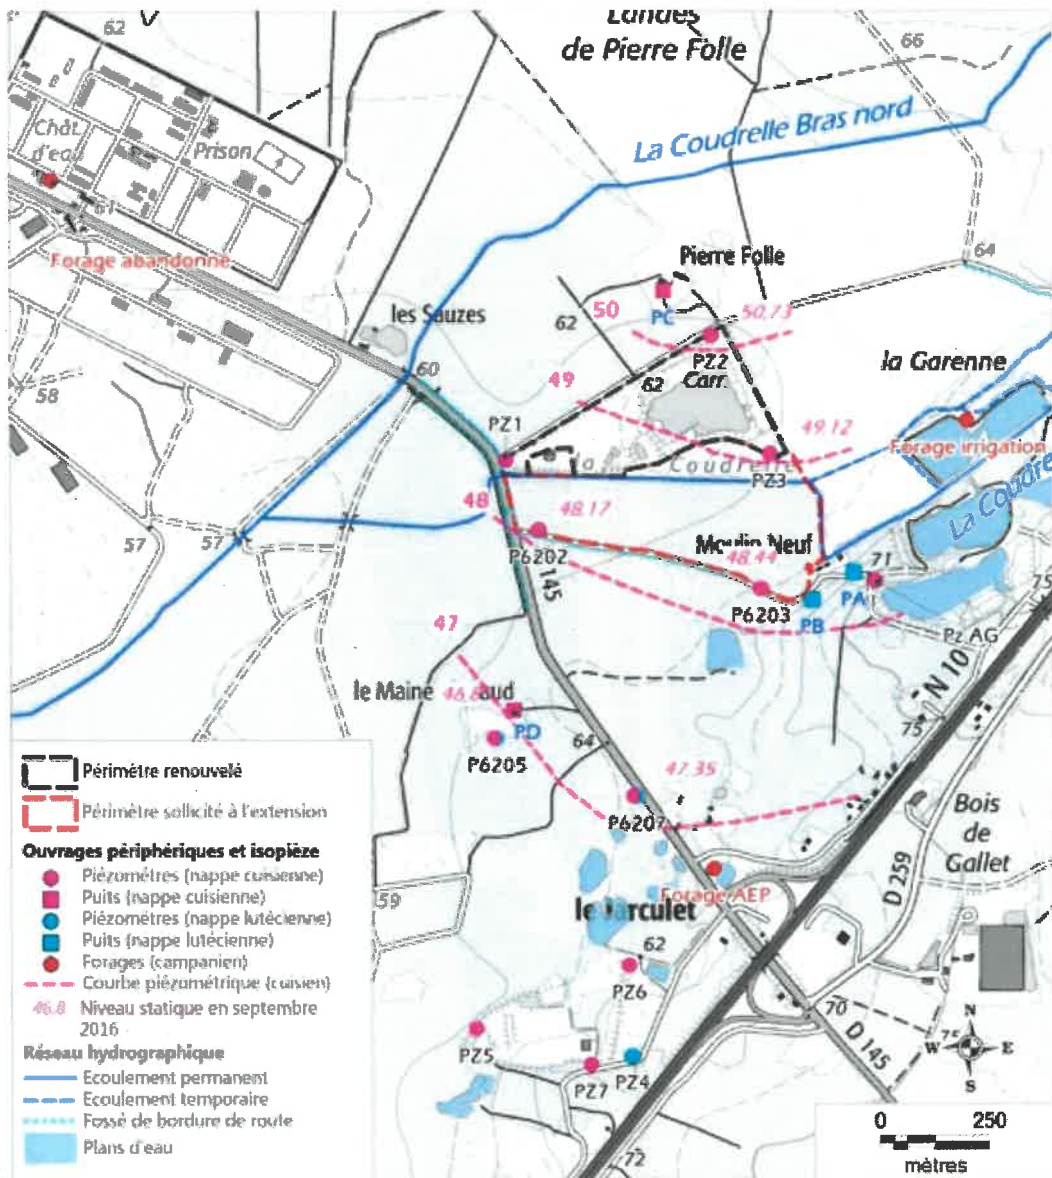 62
Landes
de Pierre Folle
66
La Coudrelle Bras nord
Chât.
d'eau
Prison
61
Forage abandonné
64
Pierre Folle
50
62
PC
50,73
les Sauzes
PZ2
la Garenne
60
49
62
Carr.
58
PZ1
49.12
Forage irrigation
la Coudrelle
PZ3
48
48.17
57
57
P6202
Moulin Neuf
48.44
71
PA
75
D 145
P6203
PB
Pz AG
47
N 10
le Maine
aud
46.8
PD
75
64
P6205
47.35
Périmètre renouvelé
Périmètre sollicité à l'extension
P6207
Bois
de
Gallet
Ouvrages périphériques et isopièze
Piézomètres (nappe cuisienne)
Puits (nappe cuisienne)
Piézomètres (nappe lutécienne)
Puits (nappe lutécienne)
Forages (campanien)
Courbe piézométrique (cuisien)
46.8 Niveau statique en septembre
2016
Réseau hydrographique
Ecoulement permanent
Ecoulement temporaire
Fossé de bordure de route
Plans d'eau
59
D 259
Forage AEP
62
PZ6
70
PZ5
PZ7
PZ4
D 145
75
N
W
E
S
72
0
250
mètres